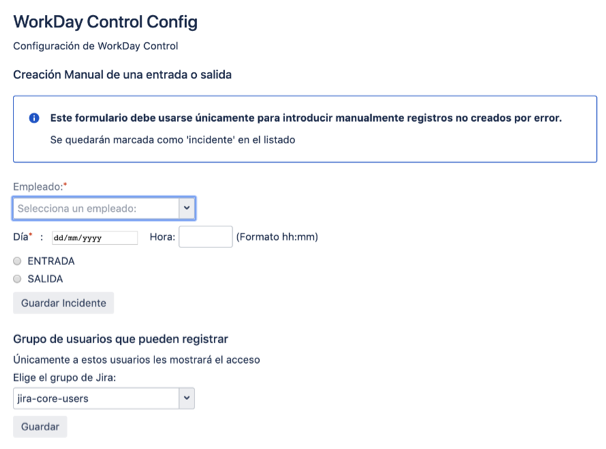 WorkDay Control Config
Configuración de WorkDay Control
Creación Manual de una entrada o salida
Este formulario debe usarse únicamente para introducir manualmente registros no creados por error.
Se quedarán marcada como 'incidente' en el listado
Empleado:*
Selecciona un empleado:
Día* : dd/mm/yyyy Hora: (Formato hh:mm)
ENTRADA
SALIDA
Guardar Incidente
Grupo de usuarios que pueden registrar
Únicamente a estos usuarios les mostrará el acceso
Elige el grupo de Jira:
jira-core-users
Guardar